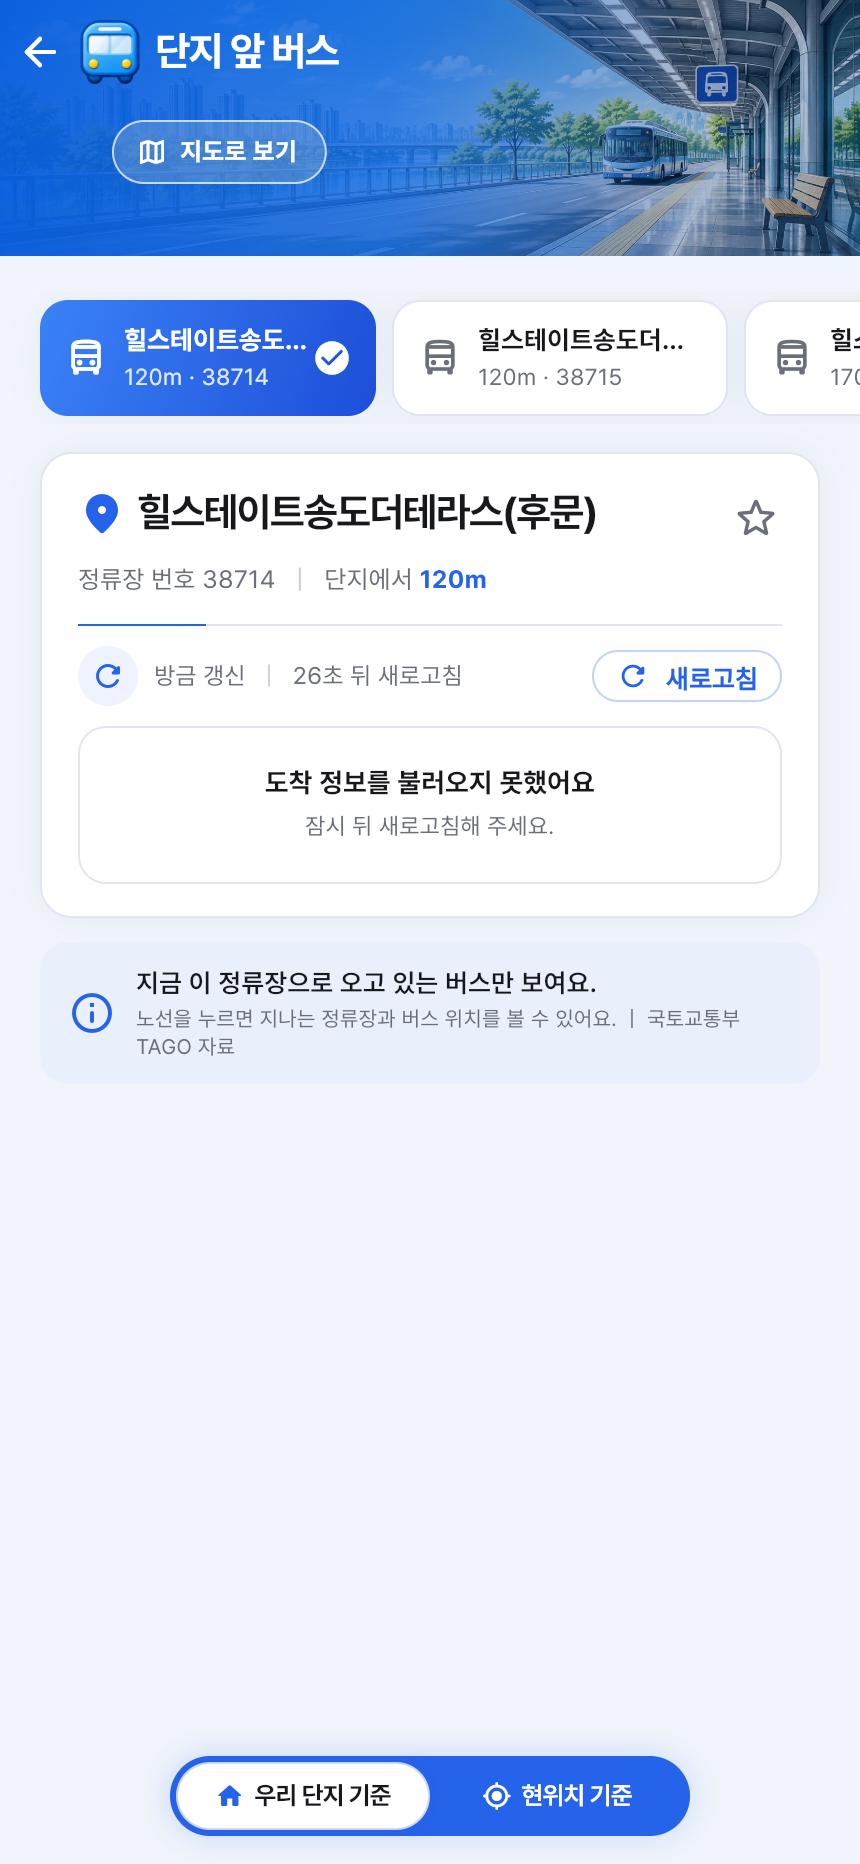 단지 앞 버스
지도로 보기
힐스테이트송도...
120m · 38714
힐스테이트송도더...
120m · 38715
170
힐스테이트송도더테라스(후문)
정류장 번호 38714 | 단지에서 120m
방금 갱신 | 26초 뒤 새로고침
새로고침
도착 정보를 불러오지 못했어요
잠시 뒤 새로고침해 주세요.
지금 이 정류장으로 오고 있는 버스만 보여요.
노선을 누르면 지나는 정류장과 버스 위치를 볼 수 있어요. | 국토교통부
TAGO 자료
우리 단지 기준
현위치 기준